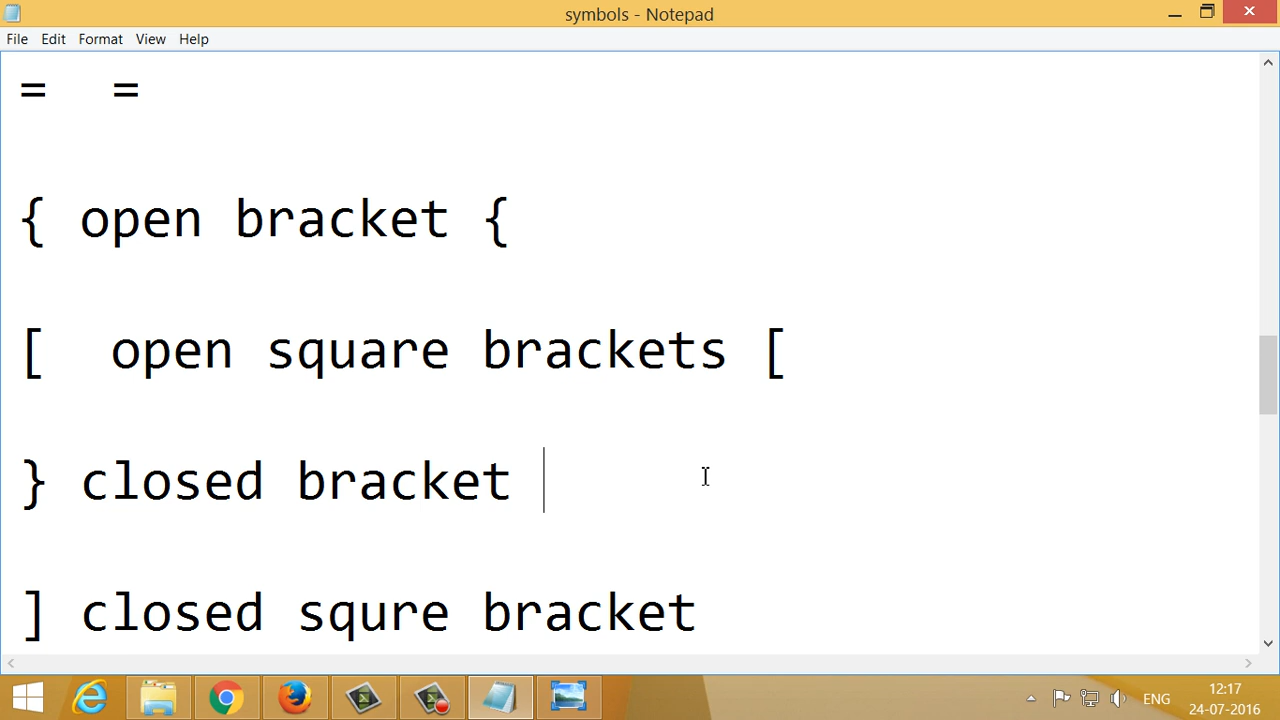 symbols - Notepad
File Edit Format View Help
= =
{ open bracket {
[ open square brackets [
} closed bracket
] closed squre bracket
ENG
12:17
24-07-2016